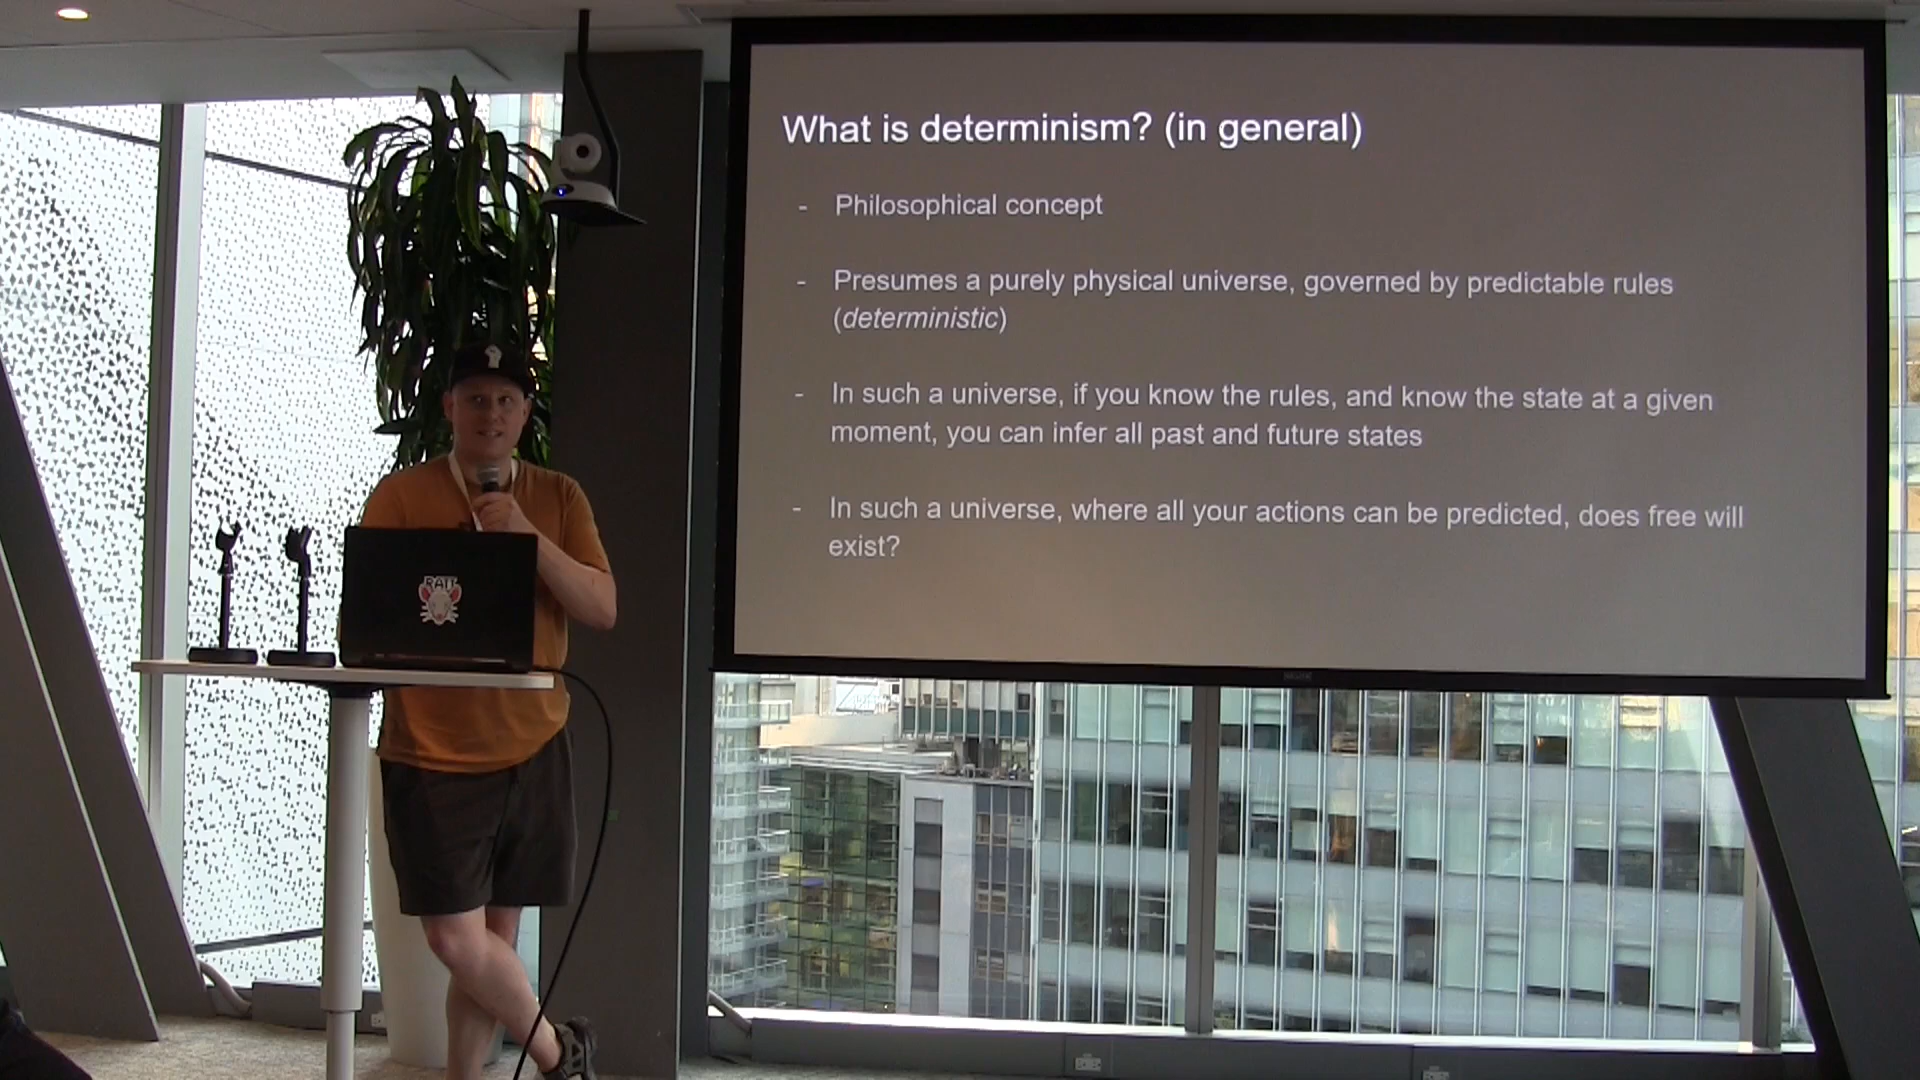 What is determinism? (in general)
- Philosophical concept
- Presumes a purely physical universe, governed by predictable rules
(deterministic)
- In such a universe, if you know the rules, and know the state at a given
moment, you can infer all past and future states
- In such a universe, where all your actions can be predicted, does free will
exist?
RATT